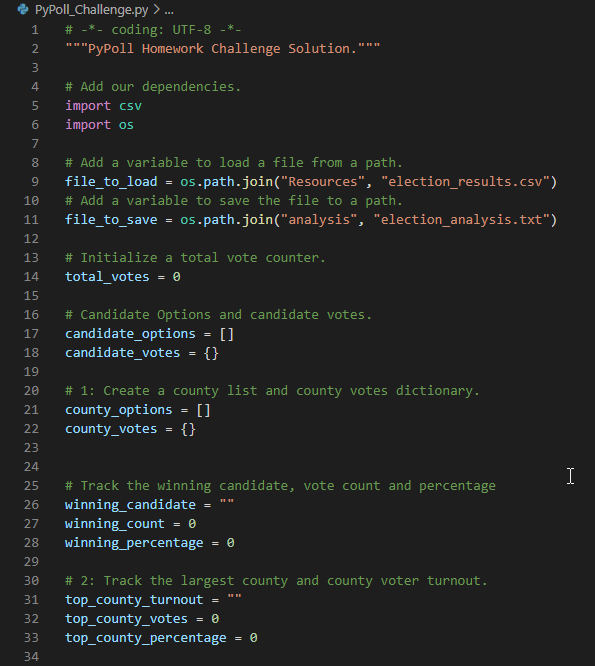 PyPoll_Challenge.py > ...
1 # -*- coding: UTF-8 -*-
2 """PyPoll Homework Challenge Solution."""
3
4 # Add our dependencies.
5 import csv
6 import os
7
8 # Add a variable to load a file from a path.
9 file_to_load = os.path.join("Resources", "election_results.csv")
10 # Add a variable to save the file to a path.
11 file_to_save = os.path.join("analysis", "election_analysis.txt")
12
13 # Initialize a total vote counter.
14 total_votes = 0
15
16 # Candidate Options and candidate votes.
17 candidate_options = []
18 candidate_votes = {}
19
20 # 1: Create a county list and county votes dictionary.
21 county_options = []
22 county_votes = {}
23
24
25 # Track the winning candidate, vote count and percentage
26 winning_candidate = ""
27 winning_count = 0
28 winning_percentage = 0
29
30 # 2: Track the largest county and county voter turnout.
31 top_county_turnout = ""
32 top_county_votes = 0
33 top_county_percentage = 0
34